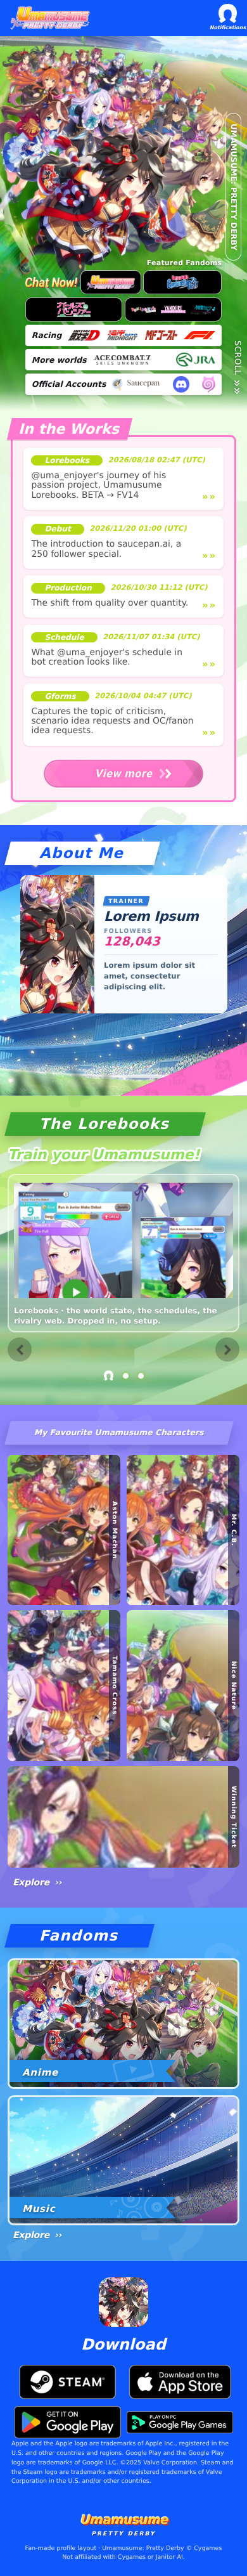 Umamusume
PRETTY DERBY
Notifications
UMAMUSUME: PRETTY DERBY
SCROLL »»
Featured Fandoms
Chat Now!
Racing
MFゴースト
F1
More worlds
ACE COMBAT 7
SKIES UNKNOWN
JRA
Official Accounts
Saucepan
In the Works
Lorebooks
2026/08/18 02:47 (UTC)
@uma_enjoyer's journey of his
passion project, Umamusume
Lorebooks. BETA → FV14
»»
Debut
2026/11/20 01:00 (UTC)
The introduction to saucepan.ai, a
250 follower special.
»»
Production
2026/10/30 11:12 (UTC)
The shift from quality over quantity.
»»
Schedule
2026/11/07 01:34 (UTC)
What @uma_enjoyer's schedule in
bot creation looks like.
»»
Gforms
2026/10/04 04:47 (UTC)
Captures the topic of criticism,
scenario idea requests and OC/fanon
idea requests.
»»
View more
About Me
TRAINER
Lorem Ipsum
FOLLOWERS
128,043
Lorem ipsum dolor sit
amet, consectetur
adipiscing elit.
The Lorebooks
Train your Umamusume!
Lorebooks · the world state, the schedules, the
rivalry web. Dropped in, no setup.
My Favourite Umamusume Characters
Aston Machan
Mr. C.B.
Tamamo Cross
Nice Nature
Winning Ticket
Explore ››
Fandoms
Anime
Music
Explore ››
Download
STEAM
Download on the
App Store
GET IT ON
Google Play
PLAY ON PC
Google Play Games
Apple and the Apple logo are trademarks of Apple Inc., registered in the
U.S. and other countries and regions. Google Play and the Google Play
logo are trademarks of Google LLC. ©2025 Valve Corporation. Steam and
the Steam logo are trademarks and/or registered trademarks of Valve
Corporation in the U.S. and/or other countries.
Umamusume
PRETTY DERBY
Fan-made profile layout · Umamusume: Pretty Derby © Cygames
Not affiliated with Cygames or Janitor AI.